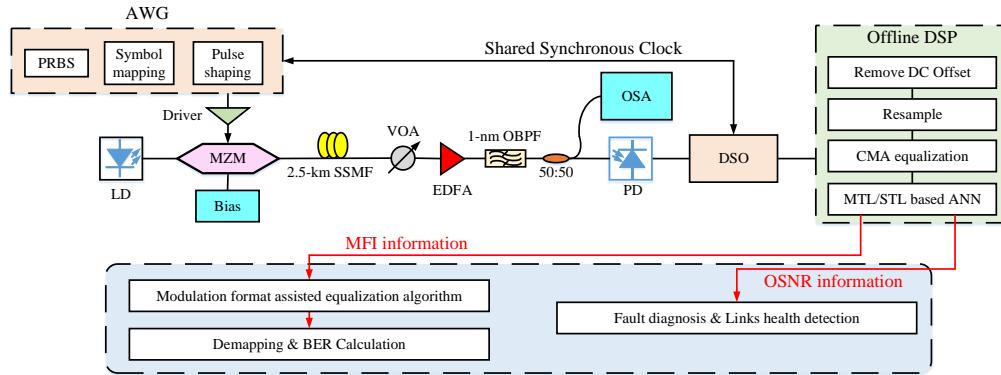 AWG
PRBS
Symbol
mapping
Pulse
shaping
Shared Synchronous Clock
Offline DSP
Remove DC Offset
Resample
CMA equalization
MTL/STL based ANN
Driver
LD
MZM
Bias
2.5-km SSMF
VOA
EDFA
1-nm OBPF
50:50
OSA
PD
DSO
MFI information
OSNR information
Modulation format assisted equalization algorithm
Demapping & BER Calculation
Fault diagnosis & Links health detection